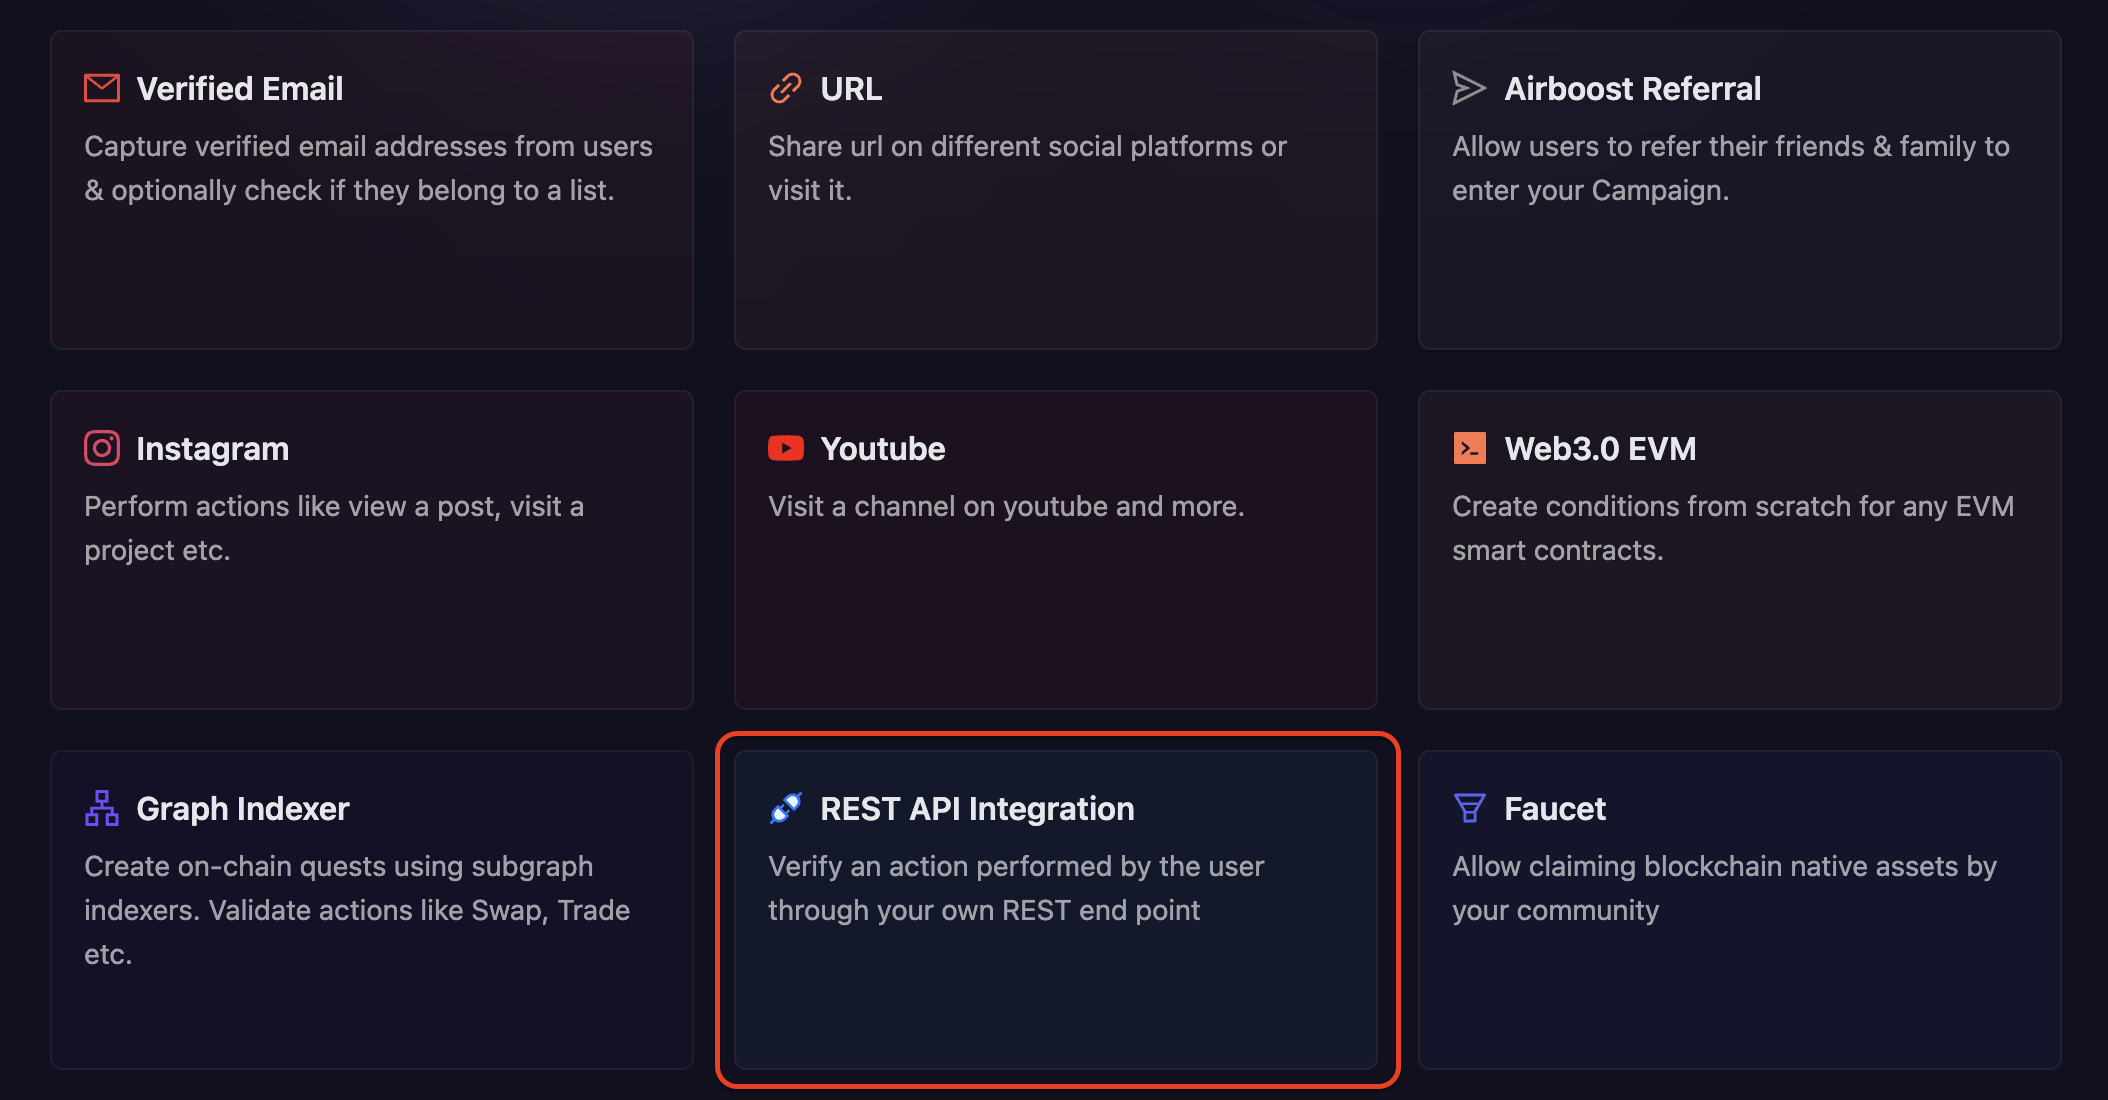 Verified Email
Capture verified email addresses from users
& optionally check if they belong to a list.
URL
Share url on different social platforms or
visit it.
Airboost Referral
Allow users to refer their friends & family to
enter your Campaign.
Instagram
Perform actions like view a post, visit a
project etc.
Youtube
Visit a channel on youtube and more.
Web3.0 EVM
Create conditions from scratch for any EVM
smart contracts.
Graph Indexer
Create on-chain quests using subgraph
indexers. Validate actions like Swap, Trade
etc.
REST API Integration
Verify an action performed by the user
through your own REST end point
Faucet
Allow claiming blockchain native assets by
your community